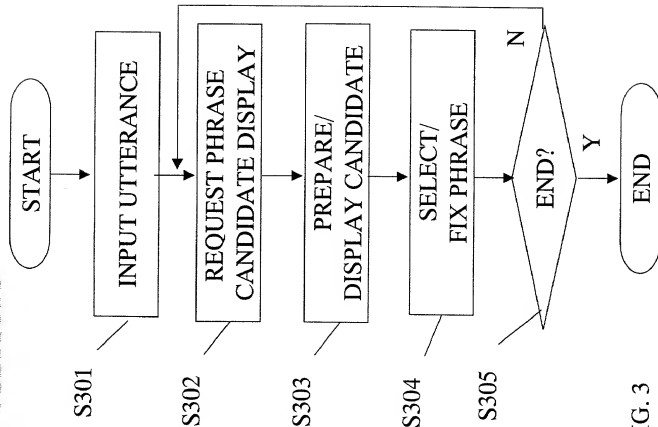 START
S301
INPUT UTTERANCE
S302
REQUEST PHRASE
CANDIDATE DISPLAY
S303
PREPARE/
DISPLAY CANDIDATE
S304
SELECT/
FIX PHRASE
S305
END?
N
Y
END
G. 3